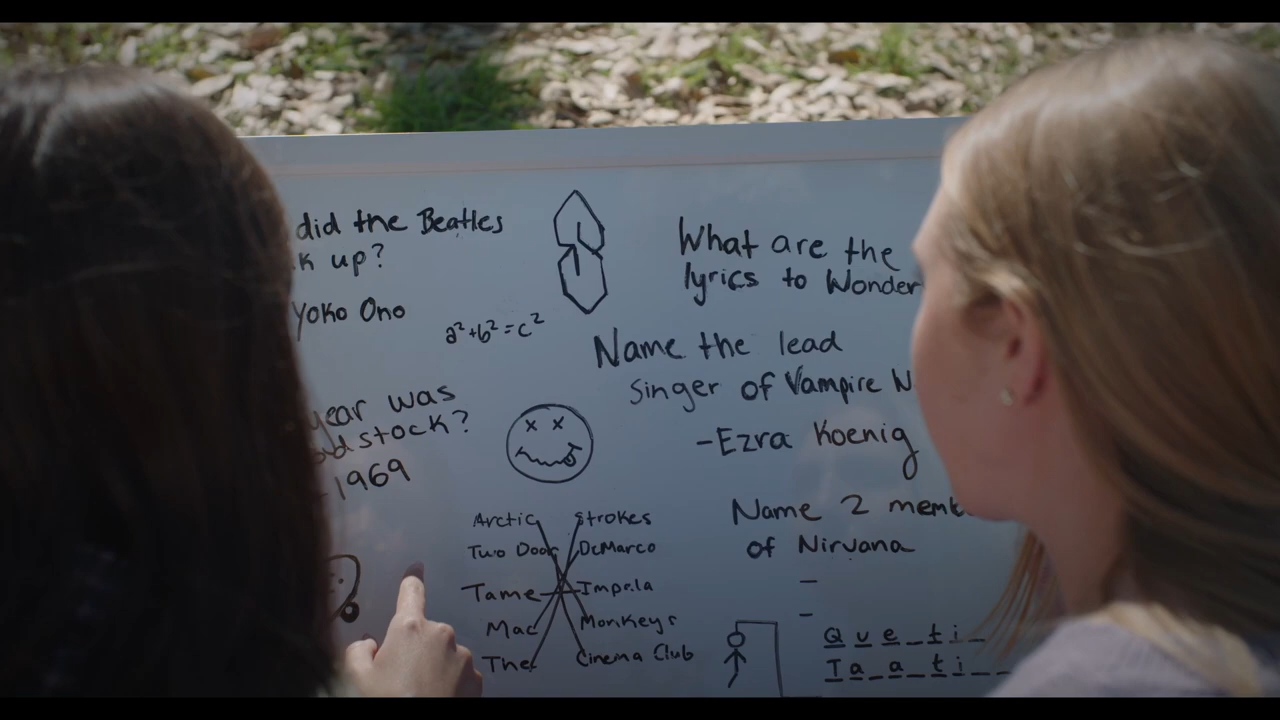 did the Beatles
k up?
Yoko Ono
a²+b²=c²
year was
dstock?
-1969
What are the
lyrics to Wonder
Name the lead
singer of Vampire
-Ezra Koenig
Arctic Strokes
Two Door DeMarco
Tame Impala
Mac Monkeys
The Cinema Club
Name 2 memb
of Nirvana
-
-
Q u e _ t i _
T a _ a _ t i _ _